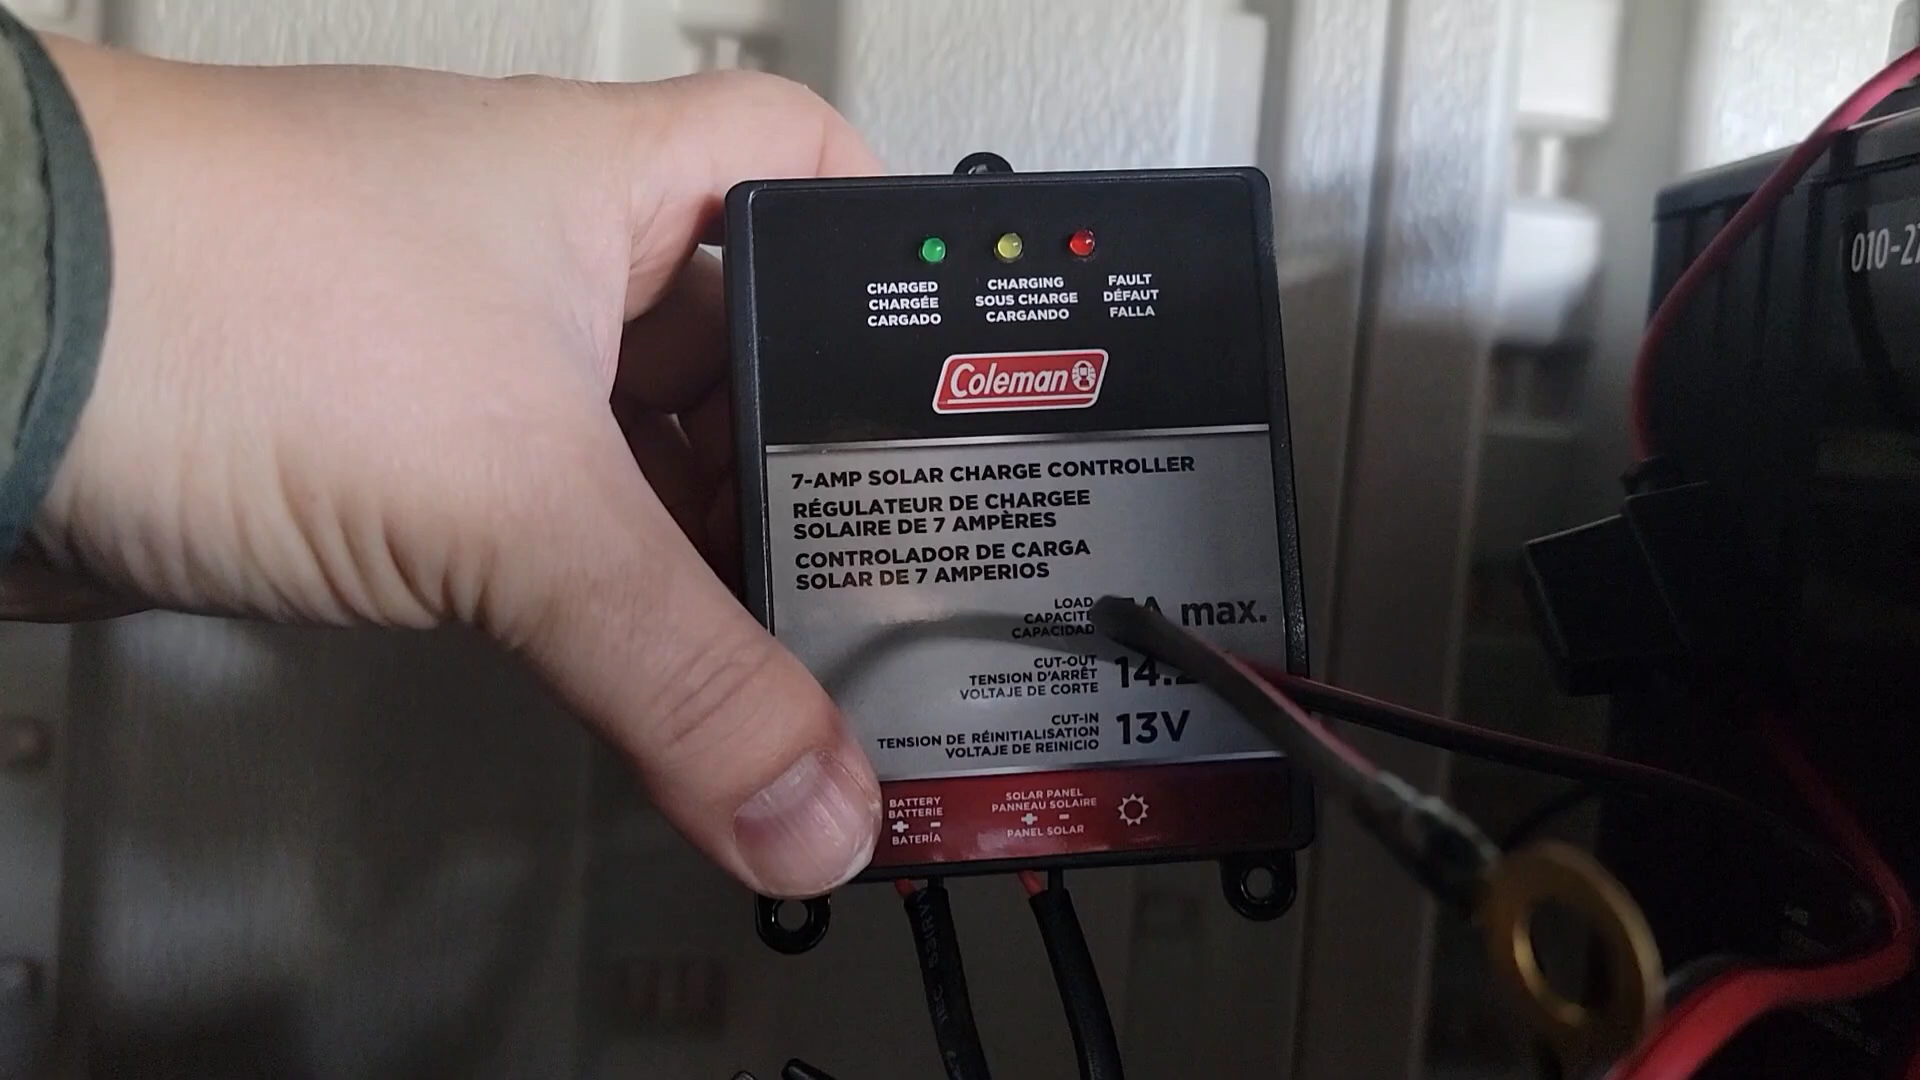 CHARGED
CHARGÉE
CARGADO
CHARGING
SOUS CHARGE
CARGANDO
FAULT
DÉFAUT
FALLA
Coleman
7-AMP SOLAR CHARGE CONTROLLER
RÉGULATEUR DE CHARGEE
SOLAIRE DE 7 AMPÈRES
CONTROLADOR DE CARGA
SOLAR DE 7 AMPERIOS
LOAD
CAPACITÉ
CAPACIDAD
max.
CUT-OUT
TENSION D'ARRÊT
VOLTAJE DE CORTE
CUT-IN
TENSION DE RÉINITIALISATION
VOLTAJE DE REINICIO
13V
BATTERY
BATTERIE
+ -
BATERÍA
SOLAR PANEL
PANNEAU SOLAIRE
+ -
PANEL SOLAR